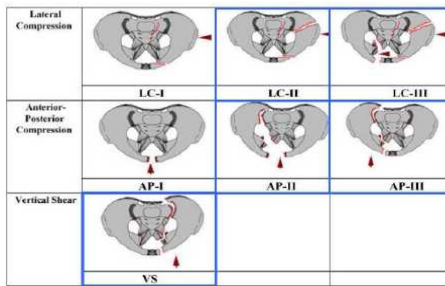 Lateral
Compression
LC-I
LC-II
LC-III
Anterior-
Posterior
Compression
AP-I
AP-II
AP-III
Vertical Shear
VS